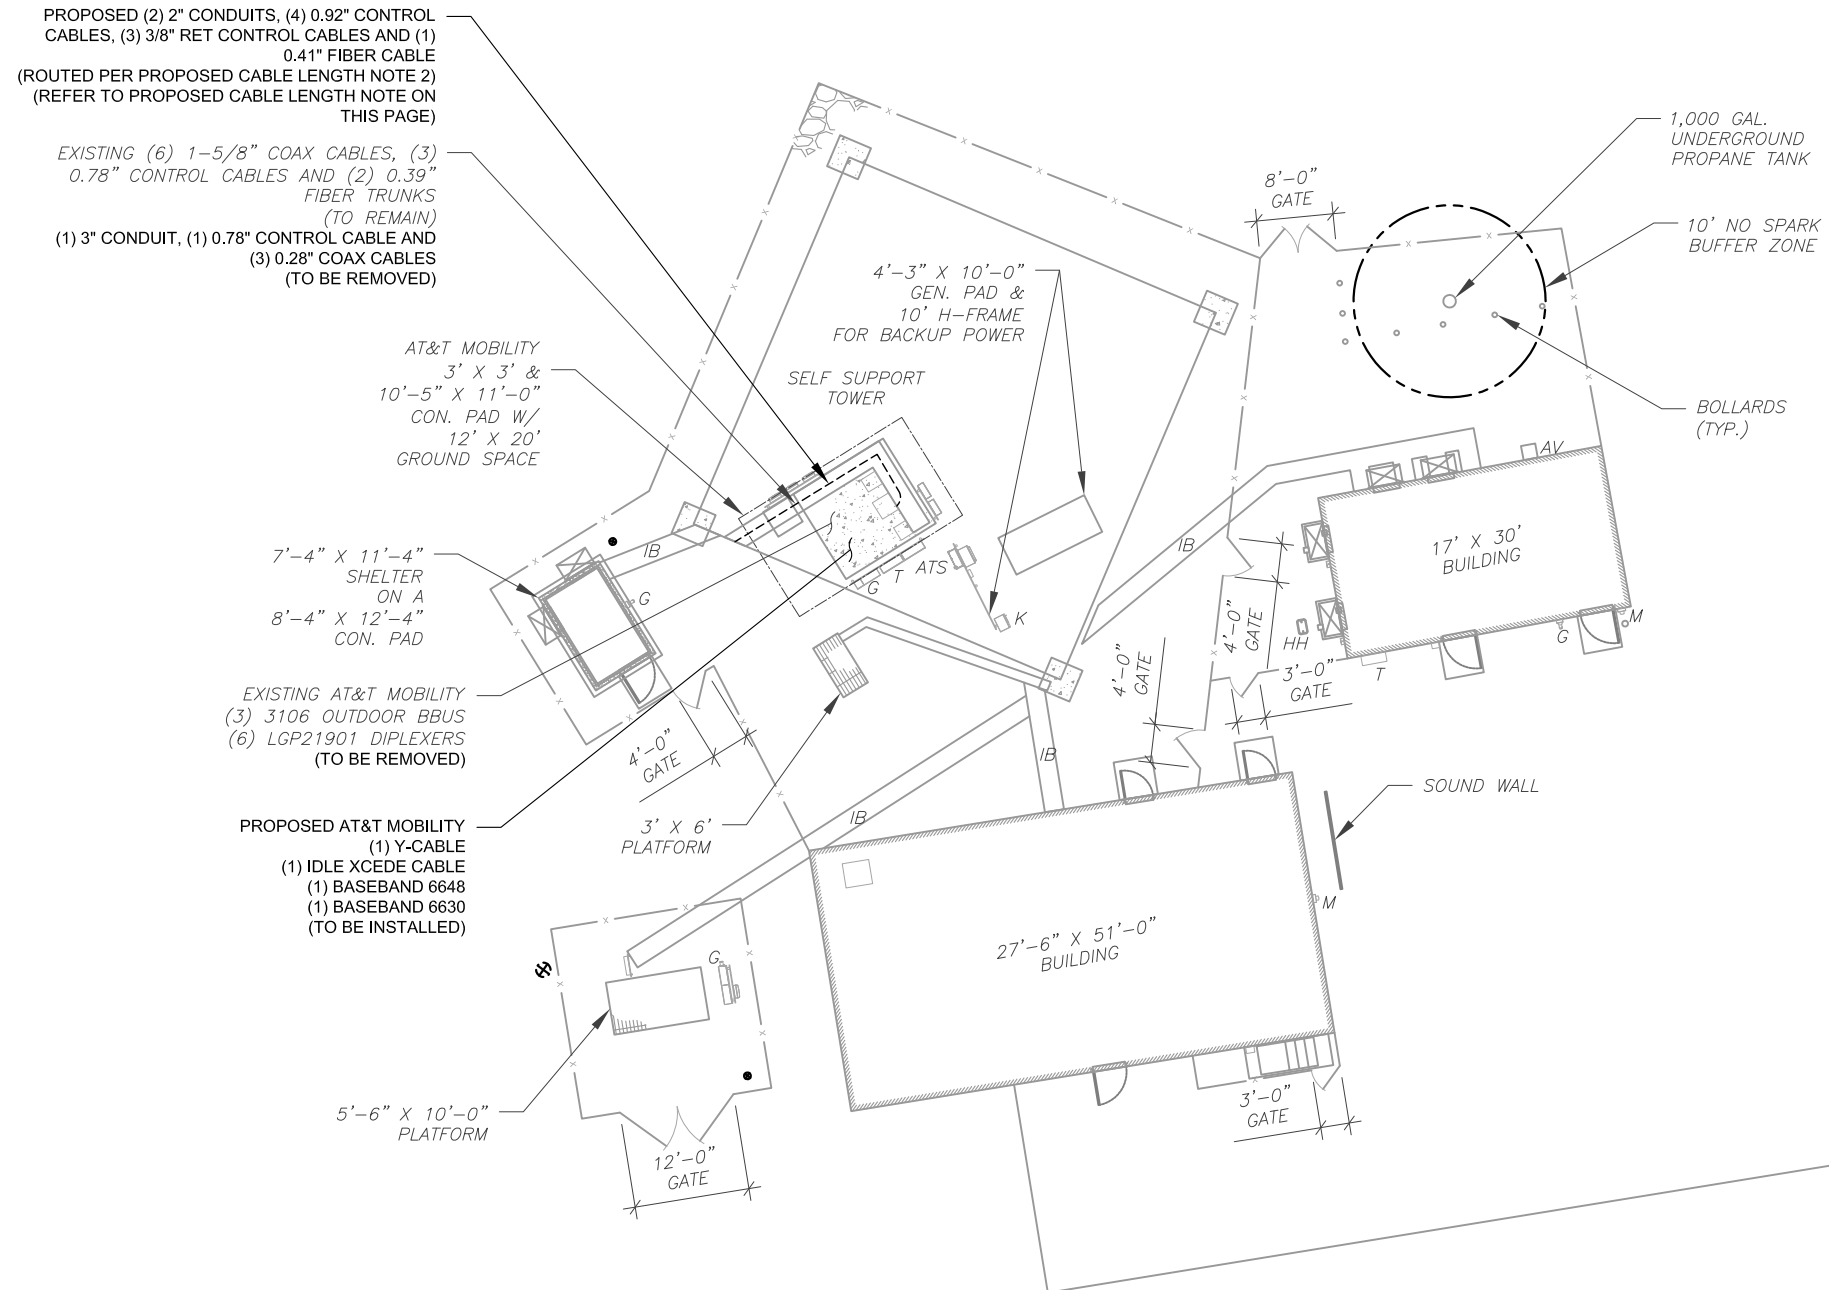 PROPOSED (2) 2" CONDUITS, (4) 0.92" CONTROL
CABLES, (3) 3/8" RET CONTROL CABLES AND (1)
0.41" FIBER CABLE
(ROUTED PER PROPOSED CABLE LENGTH NOTE 2)
(REFER TO PROPOSED CABLE LENGTH NOTE ON
THIS PAGE)
EXISTING (6) 1-5/8" COAX CABLES, (3)
0.78" CONTROL CABLES AND (2) 0.39"
FIBER TRUNKS
(TO REMAIN)
(1) 3" CONDUIT, (1) 0.78" CONTROL CABLE AND
(3) 0.28" COAX CABLES
(TO BE REMOVED)
AT&T MOBILITY
3' X 3' &
10'-5" X 11'-0"
CON. PAD W/
12' X 20'
GROUND SPACE
7'-4" X 11'-4"
SHELTER
ON A
8'-4" X 12'-4"
CON. PAD
EXISTING AT&T MOBILITY
(3) 3106 OUTDOOR BBUS
(6) LGP21901 DIPLEXERS
(TO BE REMOVED)
PROPOSED AT&T MOBILITY
(1) Y-CABLE
(1) IDLE XCEDE CABLE
(1) BASEBAND 6648
(1) BASEBAND 6630
(TO BE INSTALLED)
5'-6" X 10'-0"
PLATFORM
12'-0"
GATE
G
4'-0"
GATE
3' X 6'
PLATFORM
IB
G
IB
IB
SELF SUPPORT
TOWER
4'-3" X 10'-0"
GEN. PAD &
10' H-FRAME
FOR BACKUP POWER
G
T
ATS
K
8'-0"
GATE
1,000 GAL.
UNDERGROUND
PROPANE TANK
10' NO SPARK
BUFFER ZONE
BOLLARDS
(TYP.)
AV
IB
17' X 30'
BUILDING
4'-0"
GATE
HH
3'-0"
GATE
T
G
M
4'-0"
GATE
SOUND WALL
M
27'-6" X 51'-0"
BUILDING
3'-0"
GATE